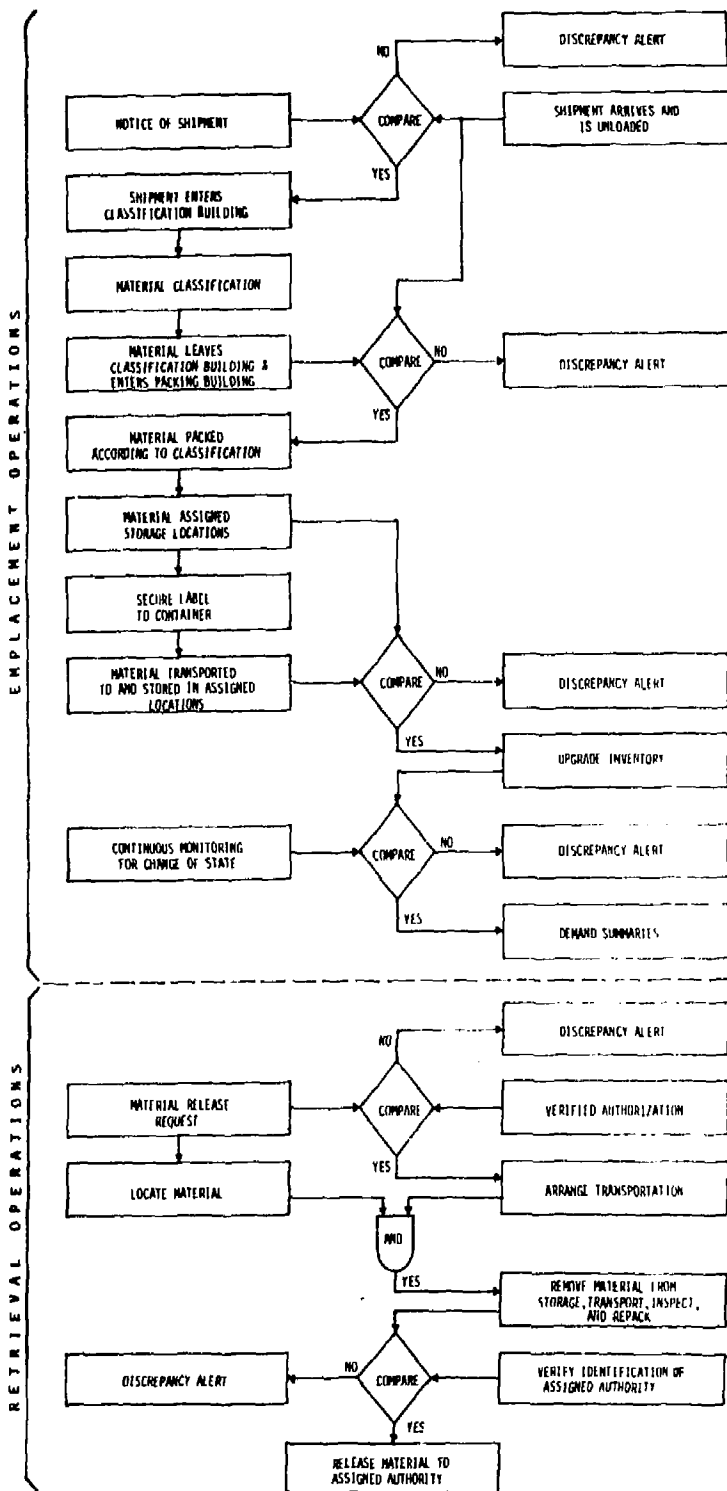 EMPLACEMENT OPERATIONS
NO
DISCREPANCY ALERT
NOTICE OF SHIPMENT
COMPARE
SHIPMENT ARRIVES AND
IS UNLOADED
YES
SHIPMENT ENTERS
CLASSIFICATION BUILDING
MATERIAL CLASSIFICATION
MATERIAL LEAVES
CLASSIFICATION BUILDING &
ENTERS PACKING BUILDING
COMPARE
NO
DISCREPANCY ALERT
YES
MATERIAL PACKED
ACCORDING TO CLASSIFICATION
MATERIAL ASSIGNED
STORAGE LOCATIONS
SECURE LABEL
TO CONTAINER
MATERIAL TRANSPORTED
TO AND STORED IN ASSIGNED
LOCATIONS
COMPARE
NO
DISCREPANCY ALERT
YES
UPGRADE INVENTORY
CONTINUOUS MONITORING
FOR CHANGE OF STATE
COMPARE
NO
DISCREPANCY ALERT
YES
DEMAND SUMMARIES
RETRIEVAL OPERATIONS
NO
DISCREPANCY ALERT
MATERIAL RELEASE
REQUEST
COMPARE
VERIFIED AUTHORIZATION
YES
LOCATE MATERIAL
ARRANGE TRANSPORTATION
AND
YES
REMOVE MATERIAL FROM
STORAGE, TRANSPORT, INSPECT,
AND REPACK
DISCREPANCY ALERT
NO
COMPARE
VERIFY IDENTIFICATION OF
ASSIGNED AUTHORITY
YES
RELEASE MATERIAL TO
ASSIGNED AUTHORITY